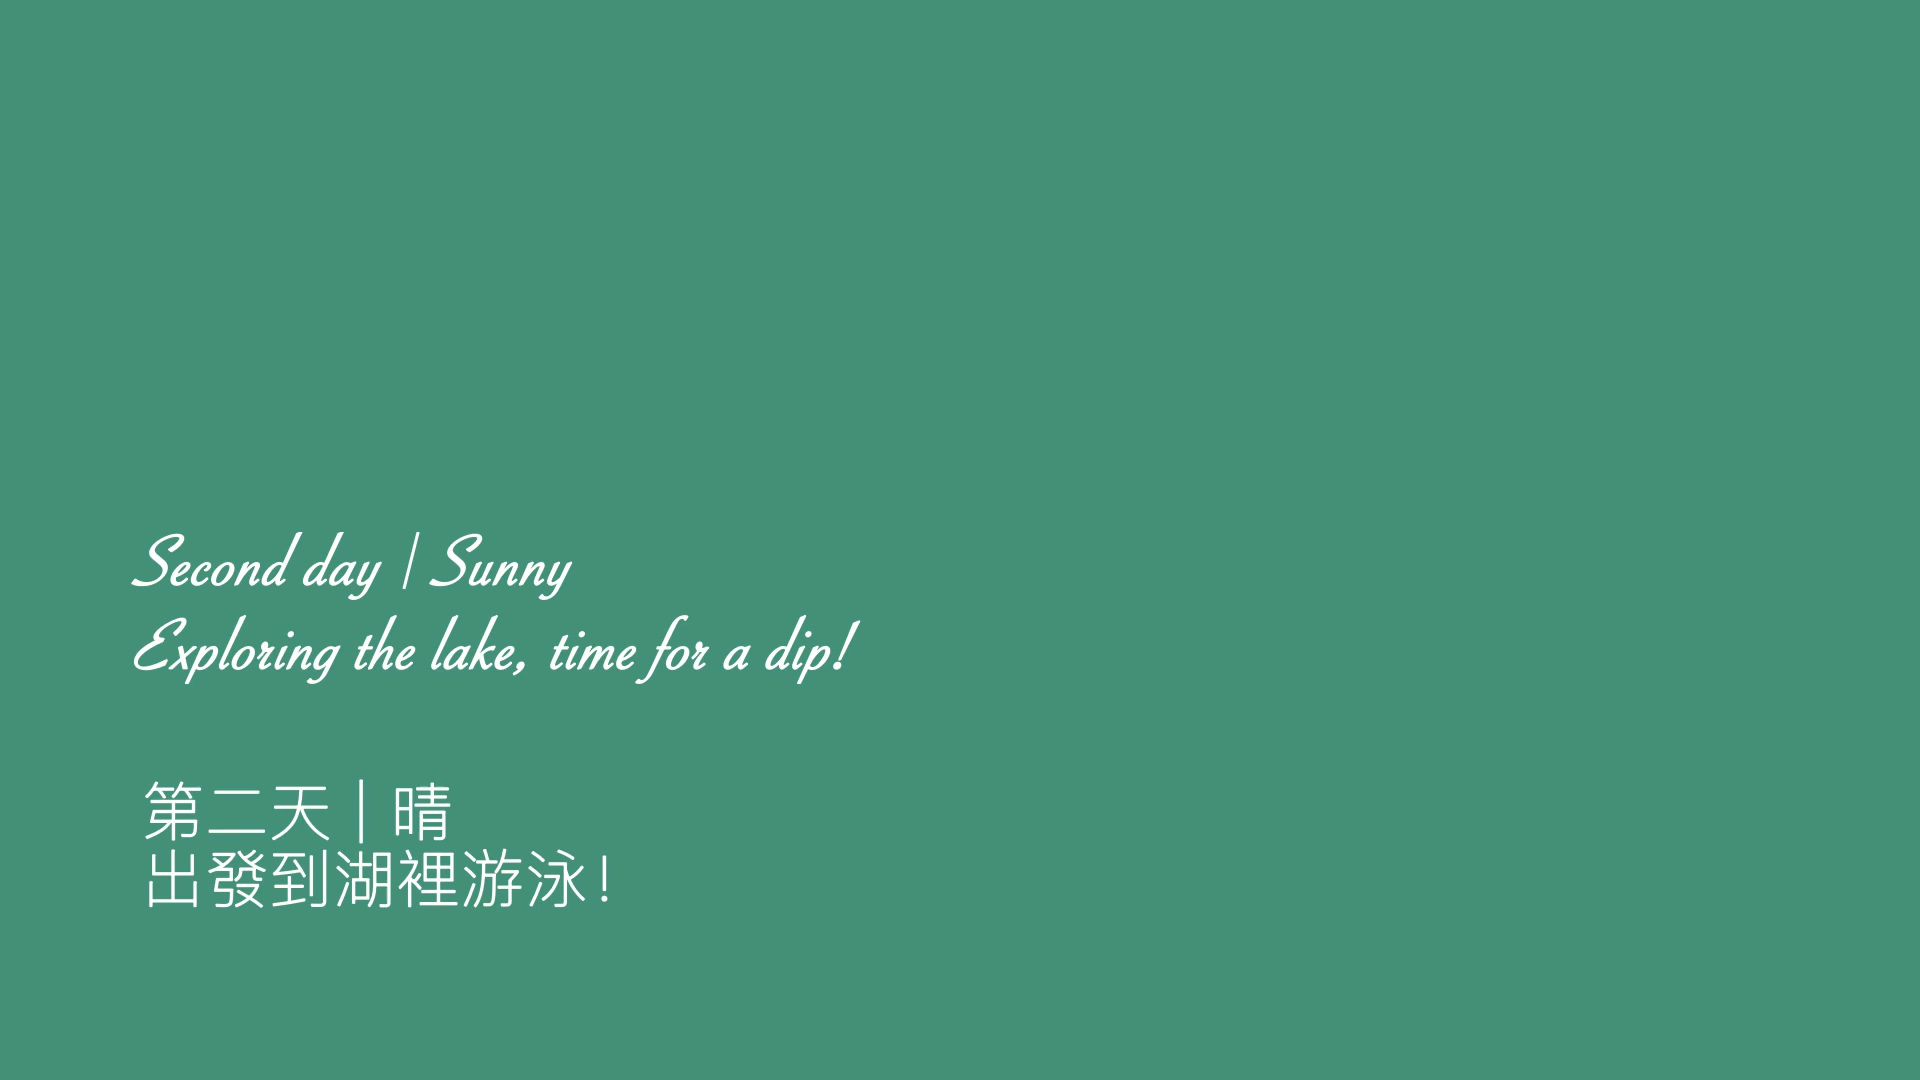 Second day | Sunny
Exploring the lake, time for a dip!
第二天｜晴
出發到湖裡游泳！